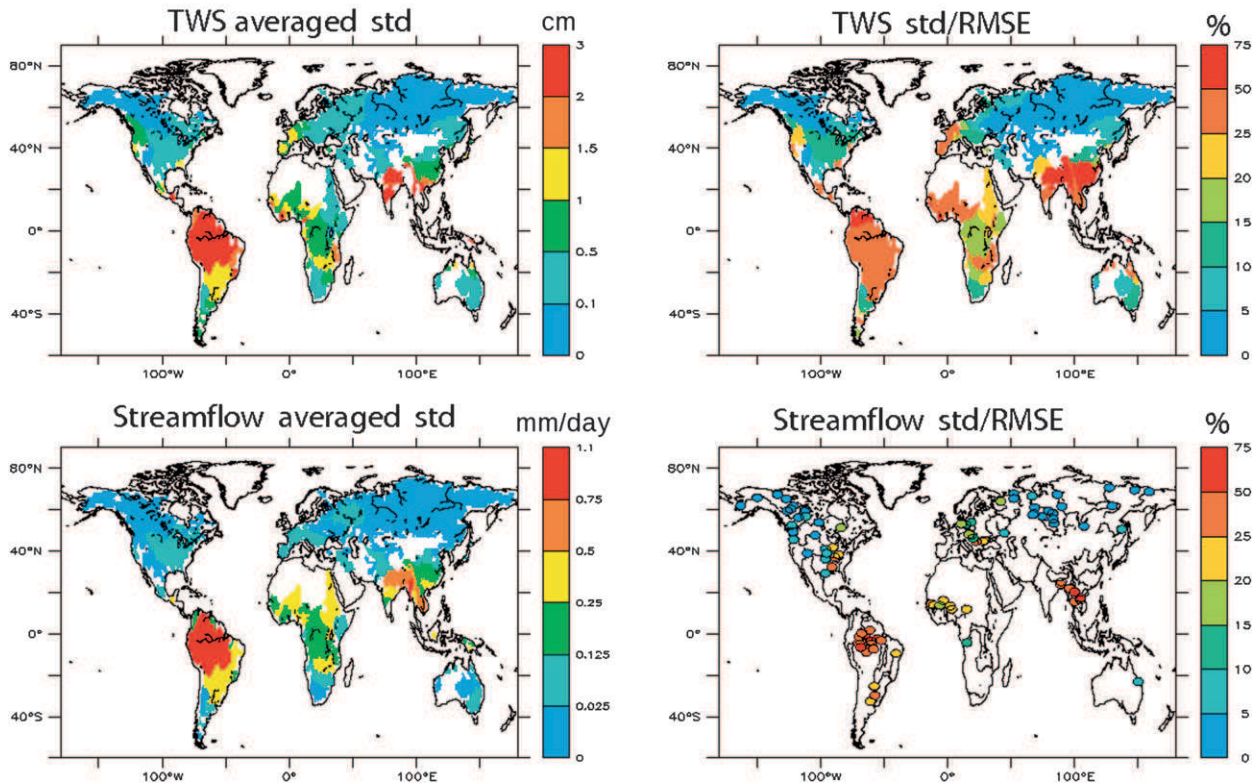 TWS averaged std
cm
80°N
40°N
0°
40°S
100°W
0°
100°E
3
2
1.5
1
0.5
0.1
0
TWS std/RMSE
%
80°N
40°N
0°
40°S
100°W
0°
100°E
75
50
25
20
15
10
5
0
Streamflow averaged std
mm/day
80°N
40°N
0°
40°S
100°W
0°
100°E
1.1
0.75
0.5
0.25
0.125
0.025
0
Streamflow std/RMSE
%
80°N
40°N
0°
40°S
100°W
0°
100°E
75
50
25
20
15
10
5
0